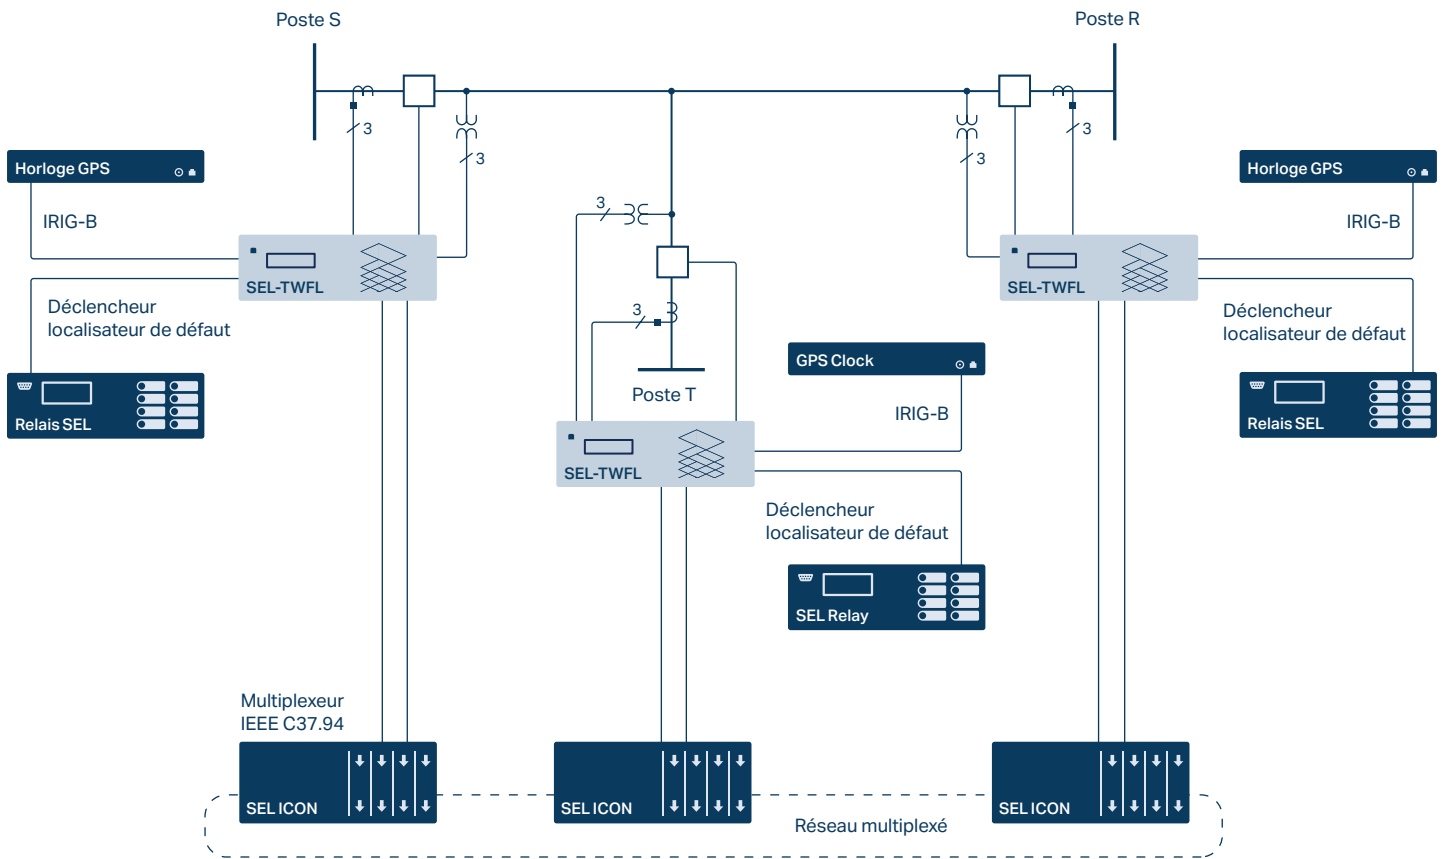 Poste S
Poste R
3
3
3
3
Horloge GPS
Horloge GPS
IRIG-B
IRIG-B
3
SEL-TWFL
SEL-TWFL
Déclencheur
localisateur de défaut
Déclencheur
localisateur de défaut
3
GPS Clock
Poste T
IRIG-B
Relais SEL
Relais SEL
SEL-TWFL
Déclencheur
localisateur de défaut
SEL Relay
Multiplexeur
IEEE C37.94
SEL ICON
SEL ICON
SEL ICON
Réseau multiplexé